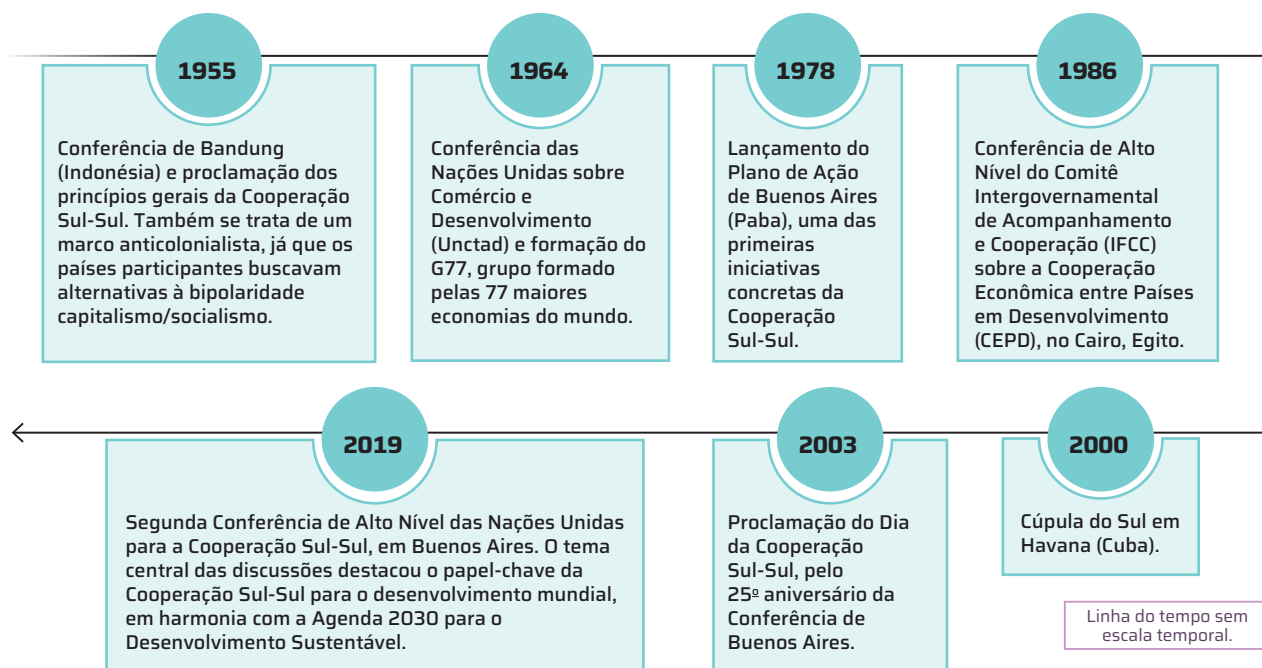 1955
Conferência de Bandung
(Indonésia) e proclamação dos
princípios gerais da Cooperação
Sul-Sul. Também se trata de um
marco anticolonialista, já que os
países participantes buscavam
alternativas à bipolaridade
capitalismo/socialismo.
1964
Conferência das
Nações Unidas sobre
Comércio e
Desenvolvimento
(Unctad) e formação do
G77, grupo formado
pelas 77 maiores
economias do mundo.
1978
Lançamento do
Plano de Ação
de Buenos Aires
(Paba), uma das
primeiras
iniciativas
concretas da
Cooperação
Sul-Sul.
1986
Conferência de Alto
Nível do Comitê
Intergovernamental
de Acompanhamento
e Cooperação (IFCC)
sobre a Cooperação
Econômica entre Países
em Desenvolvimento
(CEPD), no Cairo, Egito.
2000
Cúpula do Sul em
Havana (Cuba).
2003
Proclamação do Dia
da Cooperação
Sul-Sul, pelo
25º aniversário da
Conferência de
Buenos Aires.
2019
Segunda Conferência de Alto Nível das Nações Unidas
para a Cooperação Sul-Sul, em Buenos Aires. O tema
central das discussões destacou o papel-chave da
Cooperação Sul-Sul para o desenvolvimento mundial,
em harmonia com a Agenda 2030 para o
Desenvolvimento Sustentável.
Linha do tempo sem
escala temporal.